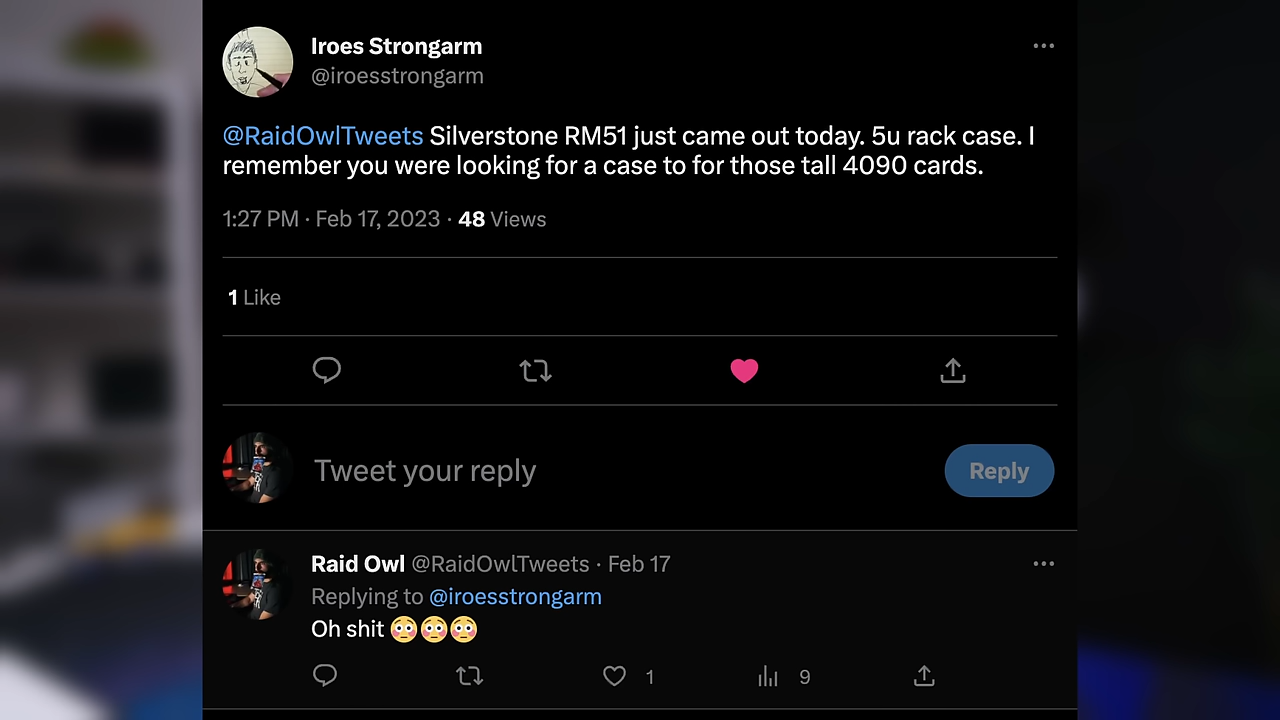 Iroes Strongarm
@iroesstrongarm
@RaidOwlTweets Silverstone RM51 just came out today. 5u rack case. I
remember you were looking for a case to for those tall 4090 cards.
1:27 PM · Feb 17, 2023 · 48 Views
1 Like
Tweet your reply
Reply
Raid Owl @RaidOwlTweets · Feb 17
Replying to @iroesstrongarm
Oh shit 😳😳😳
1
9